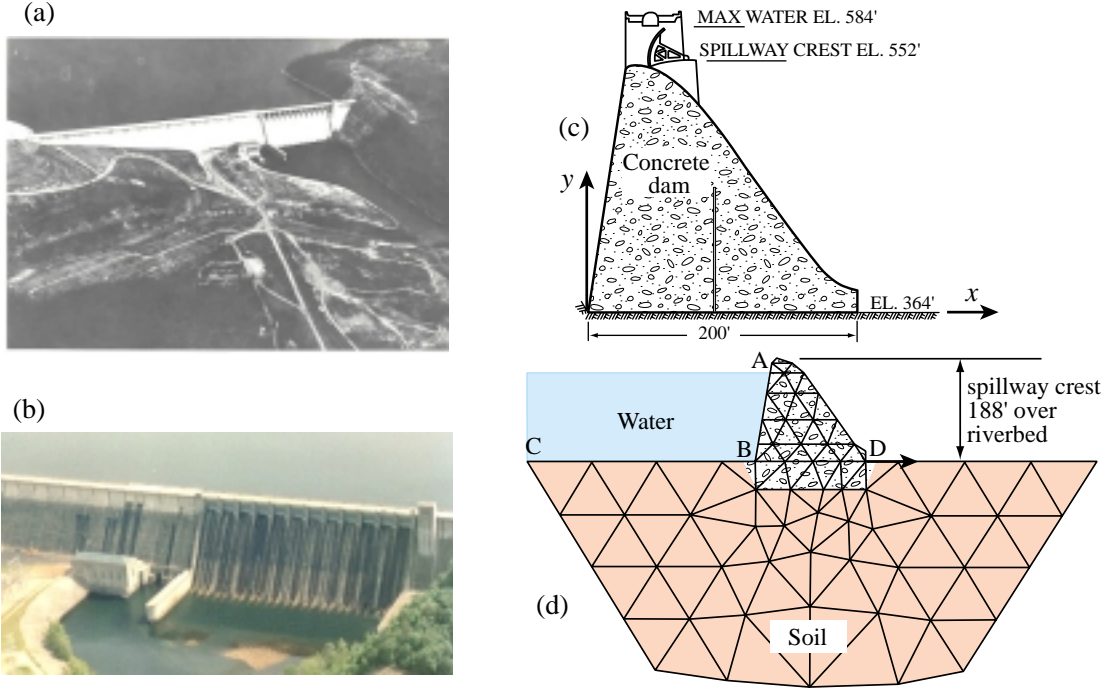 (a)
MAX WATER EL. 584'
SPILLWAY CREST EL. 552'
(c)
Concrete
dam
y
EL. 364'
x
200'
(b)
A
spillway crest
188' over
riverbed
Water
C
B
D
(d)
Soil